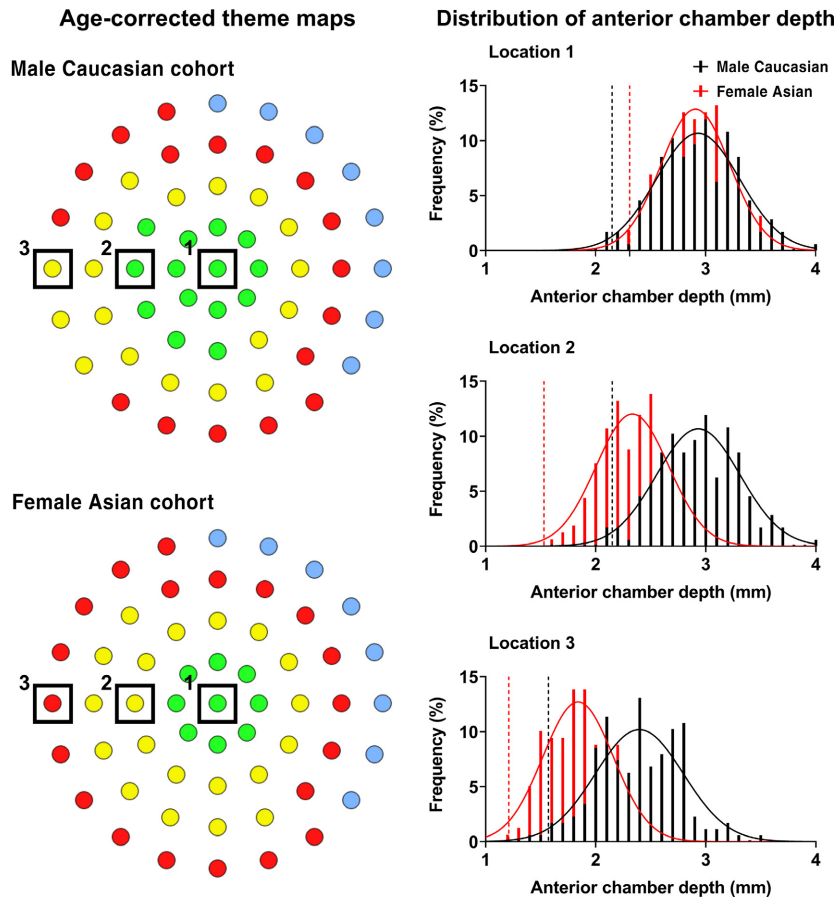 Age-corrected theme maps
Distribution of anterior chamber depth
Male Caucasian cohort
3
2
1
Location 1
Male Caucasian
Female Asian
Frequency (%)
15
10
5
0
1
2
3
4
Anterior chamber depth (mm)
Location 2
Frequency (%)
15
10
5
0
1
2
3
4
Anterior chamber depth (mm)
Female Asian cohort
3
2
1
Location 3
Frequency (%)
15
10
5
0
1
2
3
4
Anterior chamber depth (mm)